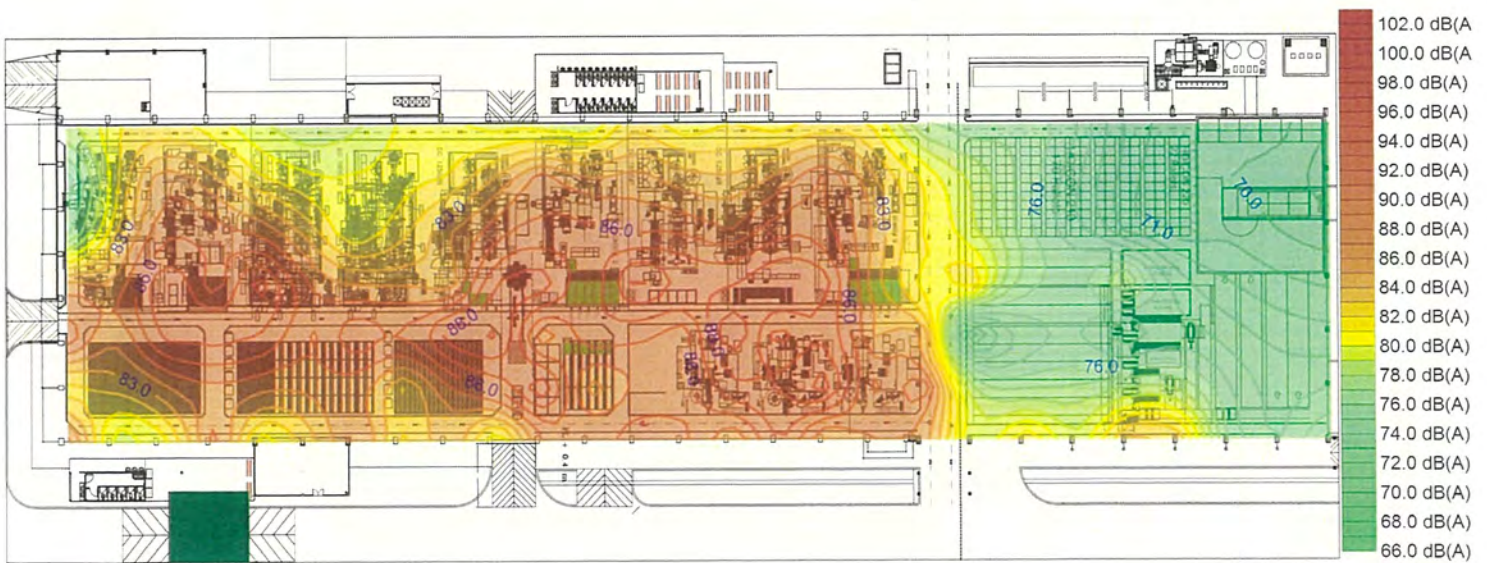 102.0 dB(A
100.0 dB(A
98.0 dB(A)
96.0 dB(A)
94.0 dB(A)
92.0 dB(A)
90.0 dB(A)
88.0 dB(A)
86.0 dB(A)
84.0 dB(A)
82.0 dB(A)
80.0 dB(A)
78.0 dB(A)
76.0 dB(A)
74.0 dB(A)
72.0 dB(A)
70.0 dB(A)
68.0 dB(A)
66.0 dB(A)
83.0
86.0
83.0
86.0
83.0
76.0
71.0
70.0
88.0
86.0
83.0
86.0
76.0